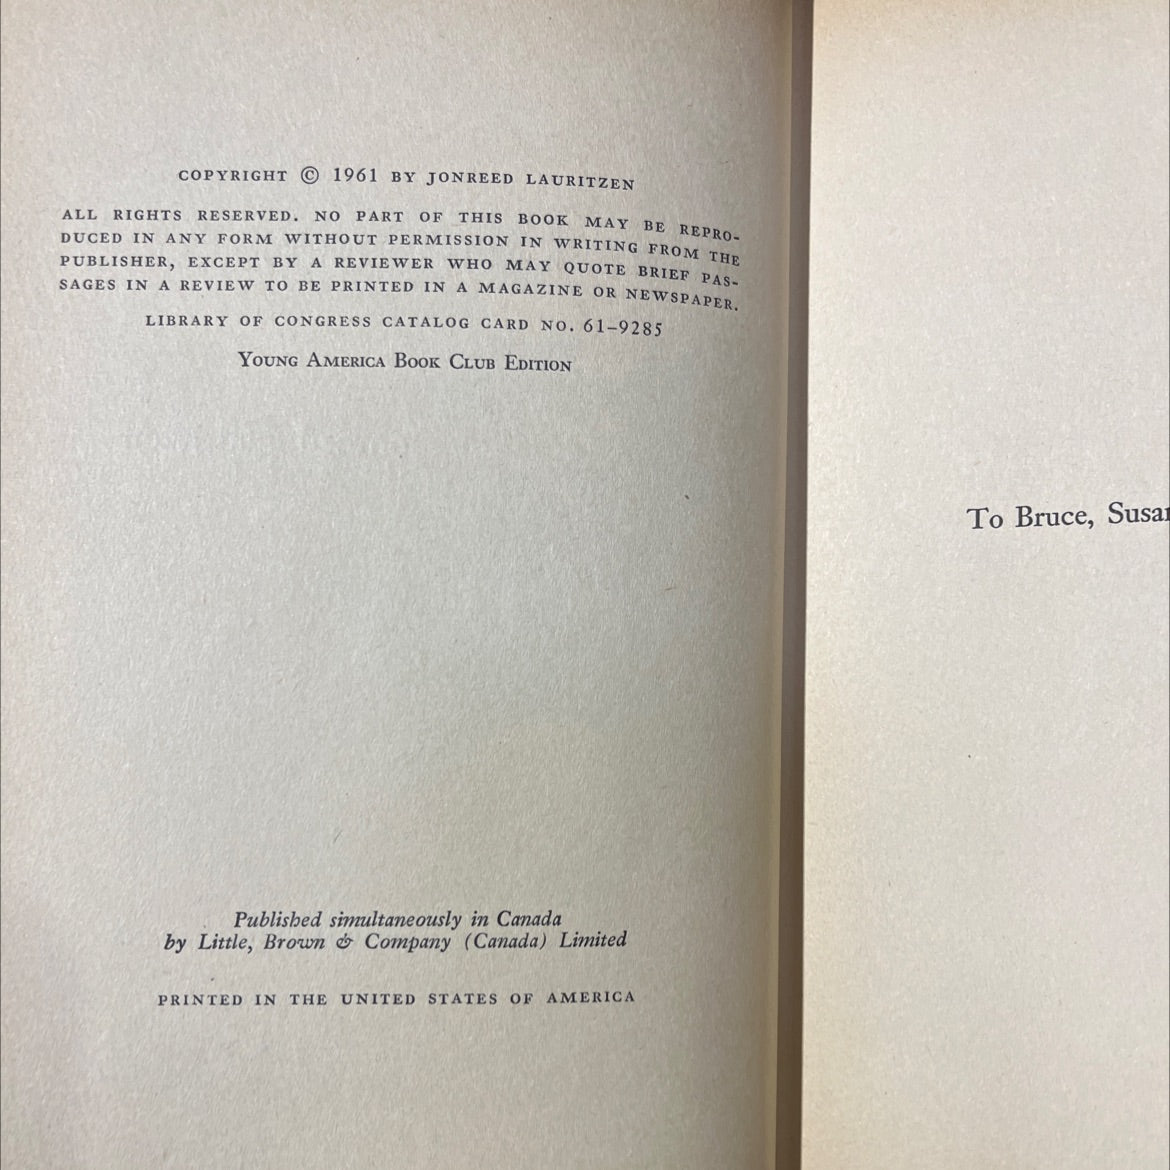 COPYRIGHT © 1961 BY JONREED LAURITZEN
ALL RIGHTS RESERVED. NO PART OF THIS BOOK MAY BE REPRO-
DUCED IN ANY FORM WITHOUT PERMISSION IN WRITING FROM THE
PUBLISHER, EXCEPT BY A REVIEWER WHO MAY QUOTE BRIEF PAS-
SAGES IN A REVIEW TO BE PRINTED IN A MAGAZINE OR NEWSPAPER.
LIBRARY OF CONGRESS CATALOG CARD NO. 61–9285
Young America Book Club Edition
Published simultaneously in Canada
by Little, Brown & Company (Canada) Limited
PRINTED IN THE UNITED STATES OF AMERICA
To Bruce,